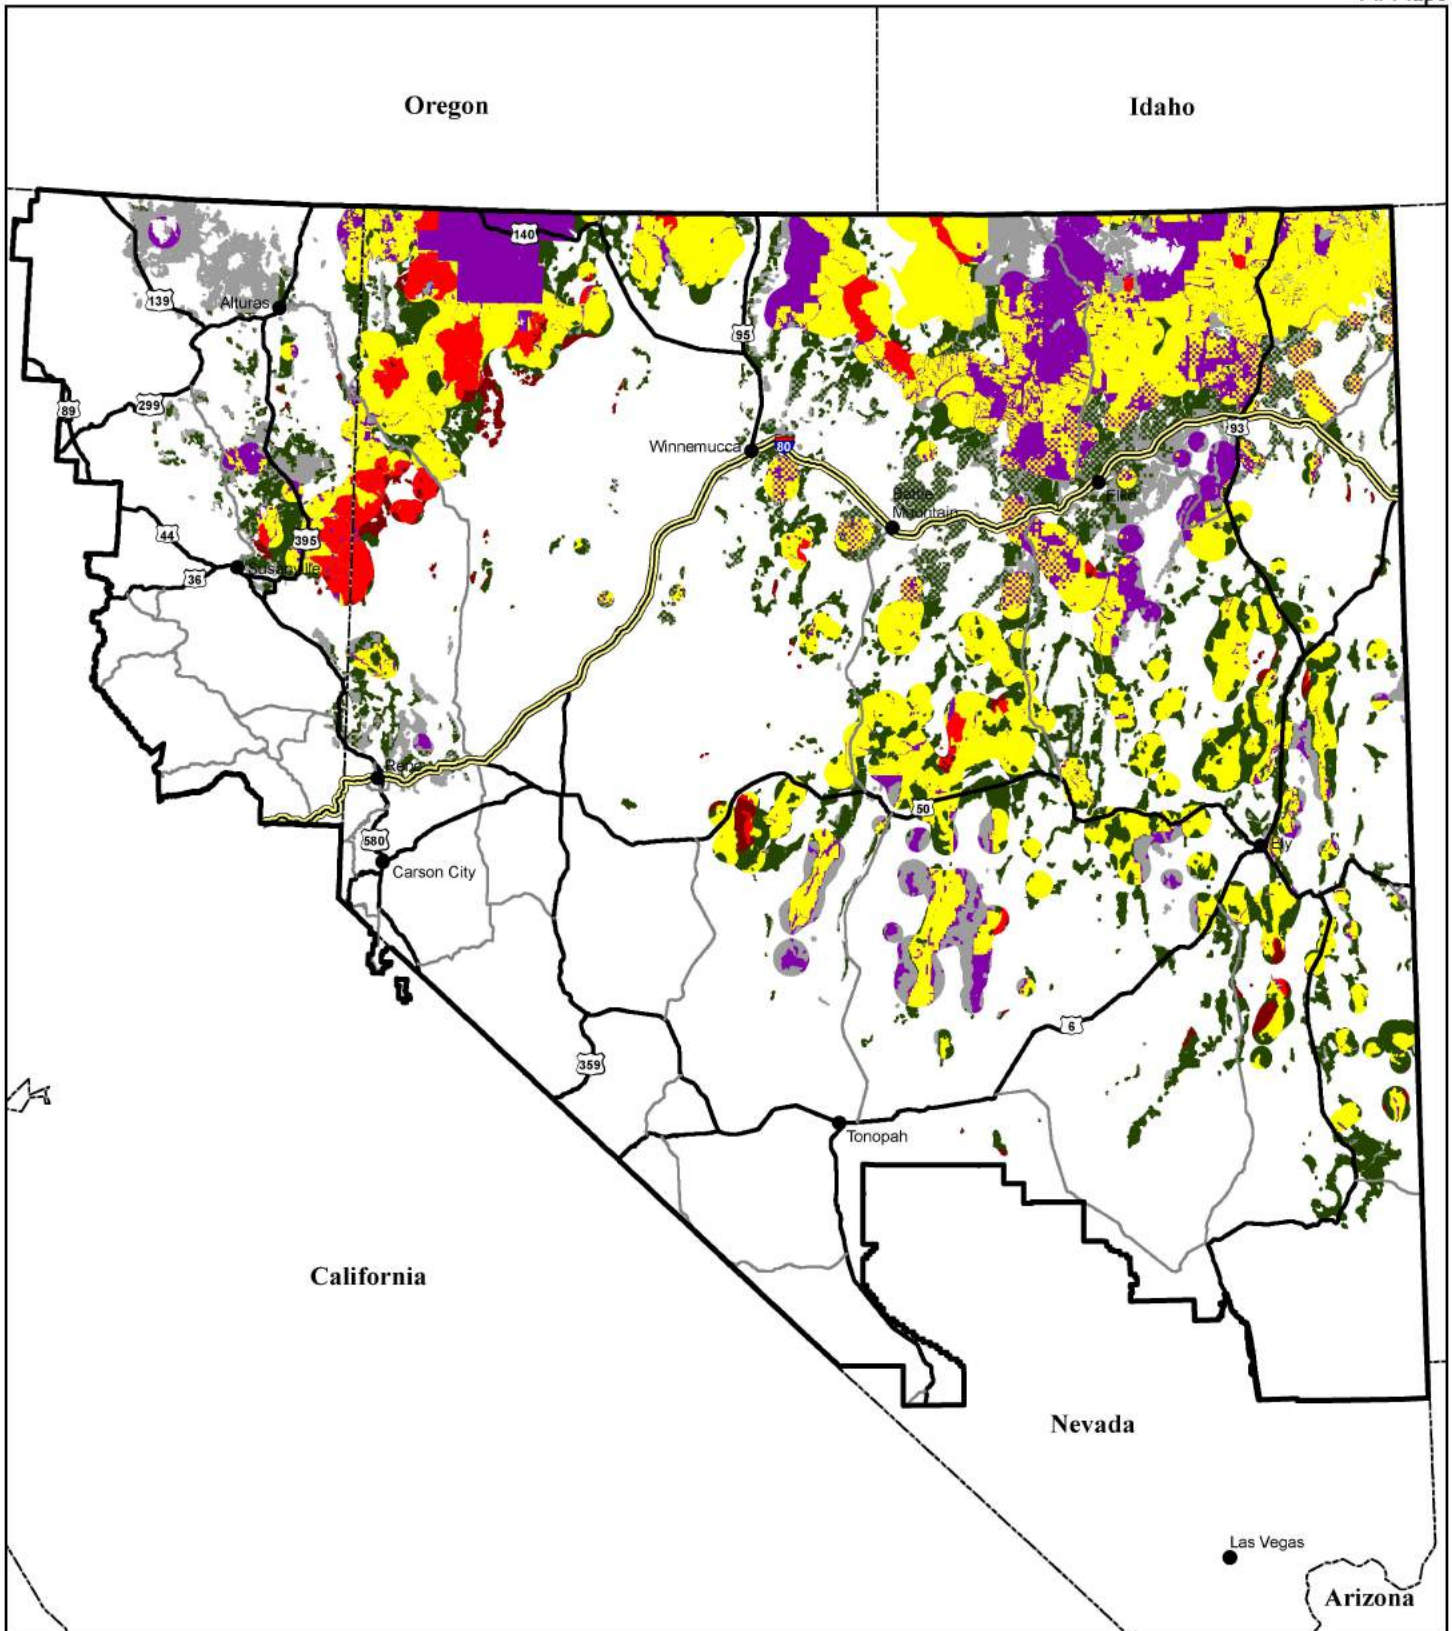 Oregon
Idaho
140
139
Alturas
95
299
89
Winnemucca
80
93
Elko
Battle
Mountain
44
395
Susanville
36
Reno
50
580
Ely
Carson City
6
359
Tonopah
California
Nevada
Las Vegas
Arizona